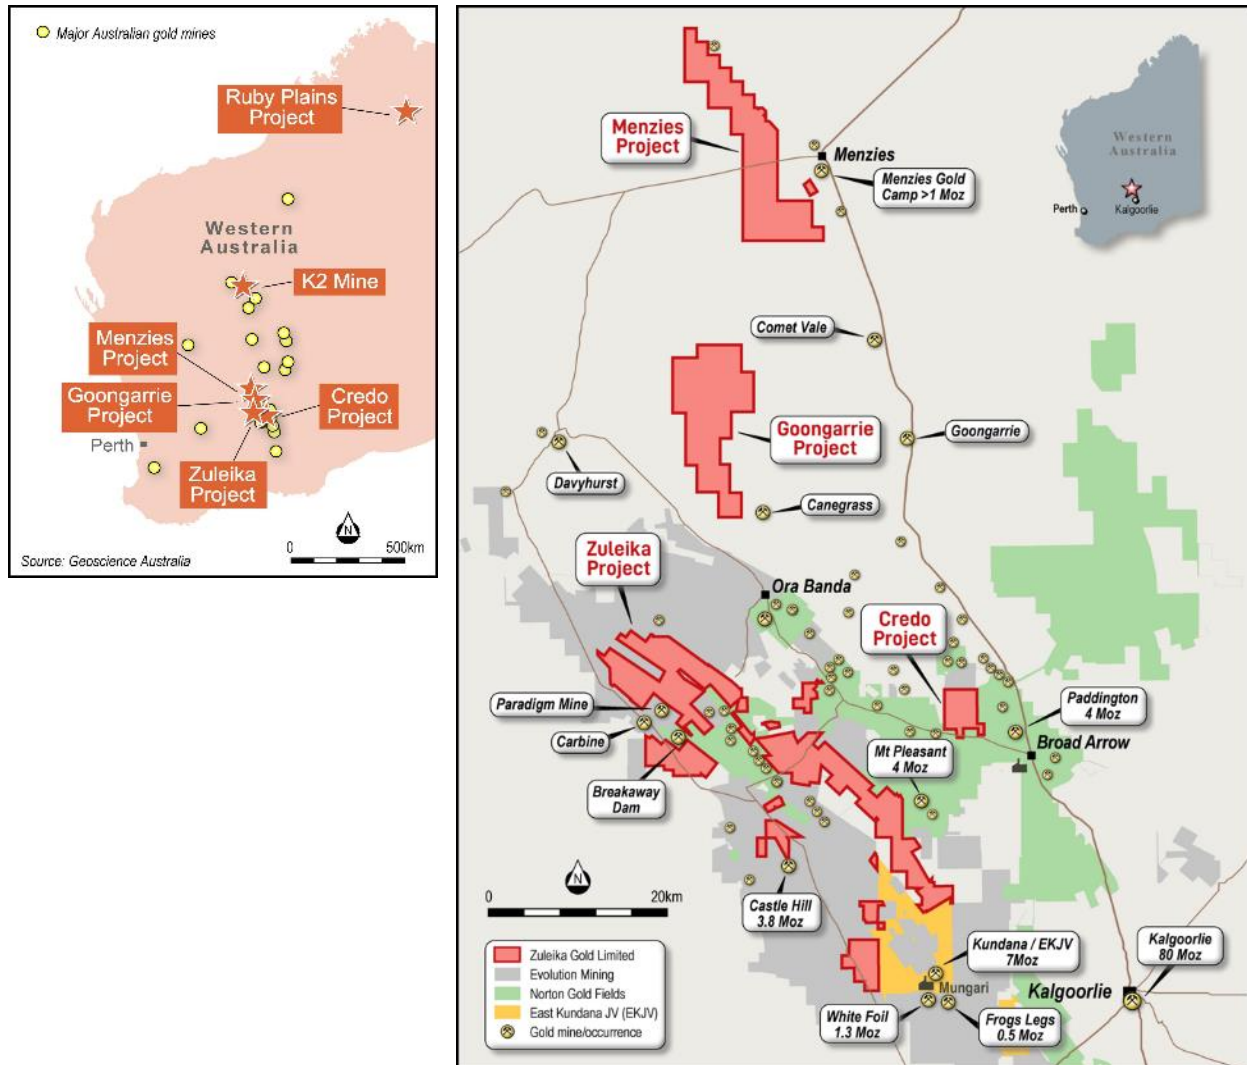 Major Australian gold mines
Ruby Plains
Project
Western
Australia
K2 Mine
Menzies
Project
Goongarrie
Project
Credo
Project
Perth
Zuleika
Project
N
0 500km
Source: Geoscience Australia
Menzies
Project
Menzies
Menzies Gold
Camp >1 Moz
Western
Australia
Perth
Kalgoorlie
Comet Vale
Goongarrie
Project
Goongarrie
Davyhurst
Canegrass
Zuleika
Project
Ora Banda
Credo
Project
Paradigm Mine
Carbine
Paddington
4 Moz
Broad Arrow
Mt Pleasant
4 Moz
Breakaway
Dam
N
0 20km
Castle Hill
3.8 Moz
Zuleika Gold Limited
Evolution Mining
Norton Gold Fields
East Kundana JV (EKJV)
Gold mine/occurrence
Kundana / EKJV
7Moz
Mungari
Kalgoorlie
80 Moz
Kalgoorlie
White Foil
1.3 Moz
Frogs Legs
0.5 Moz